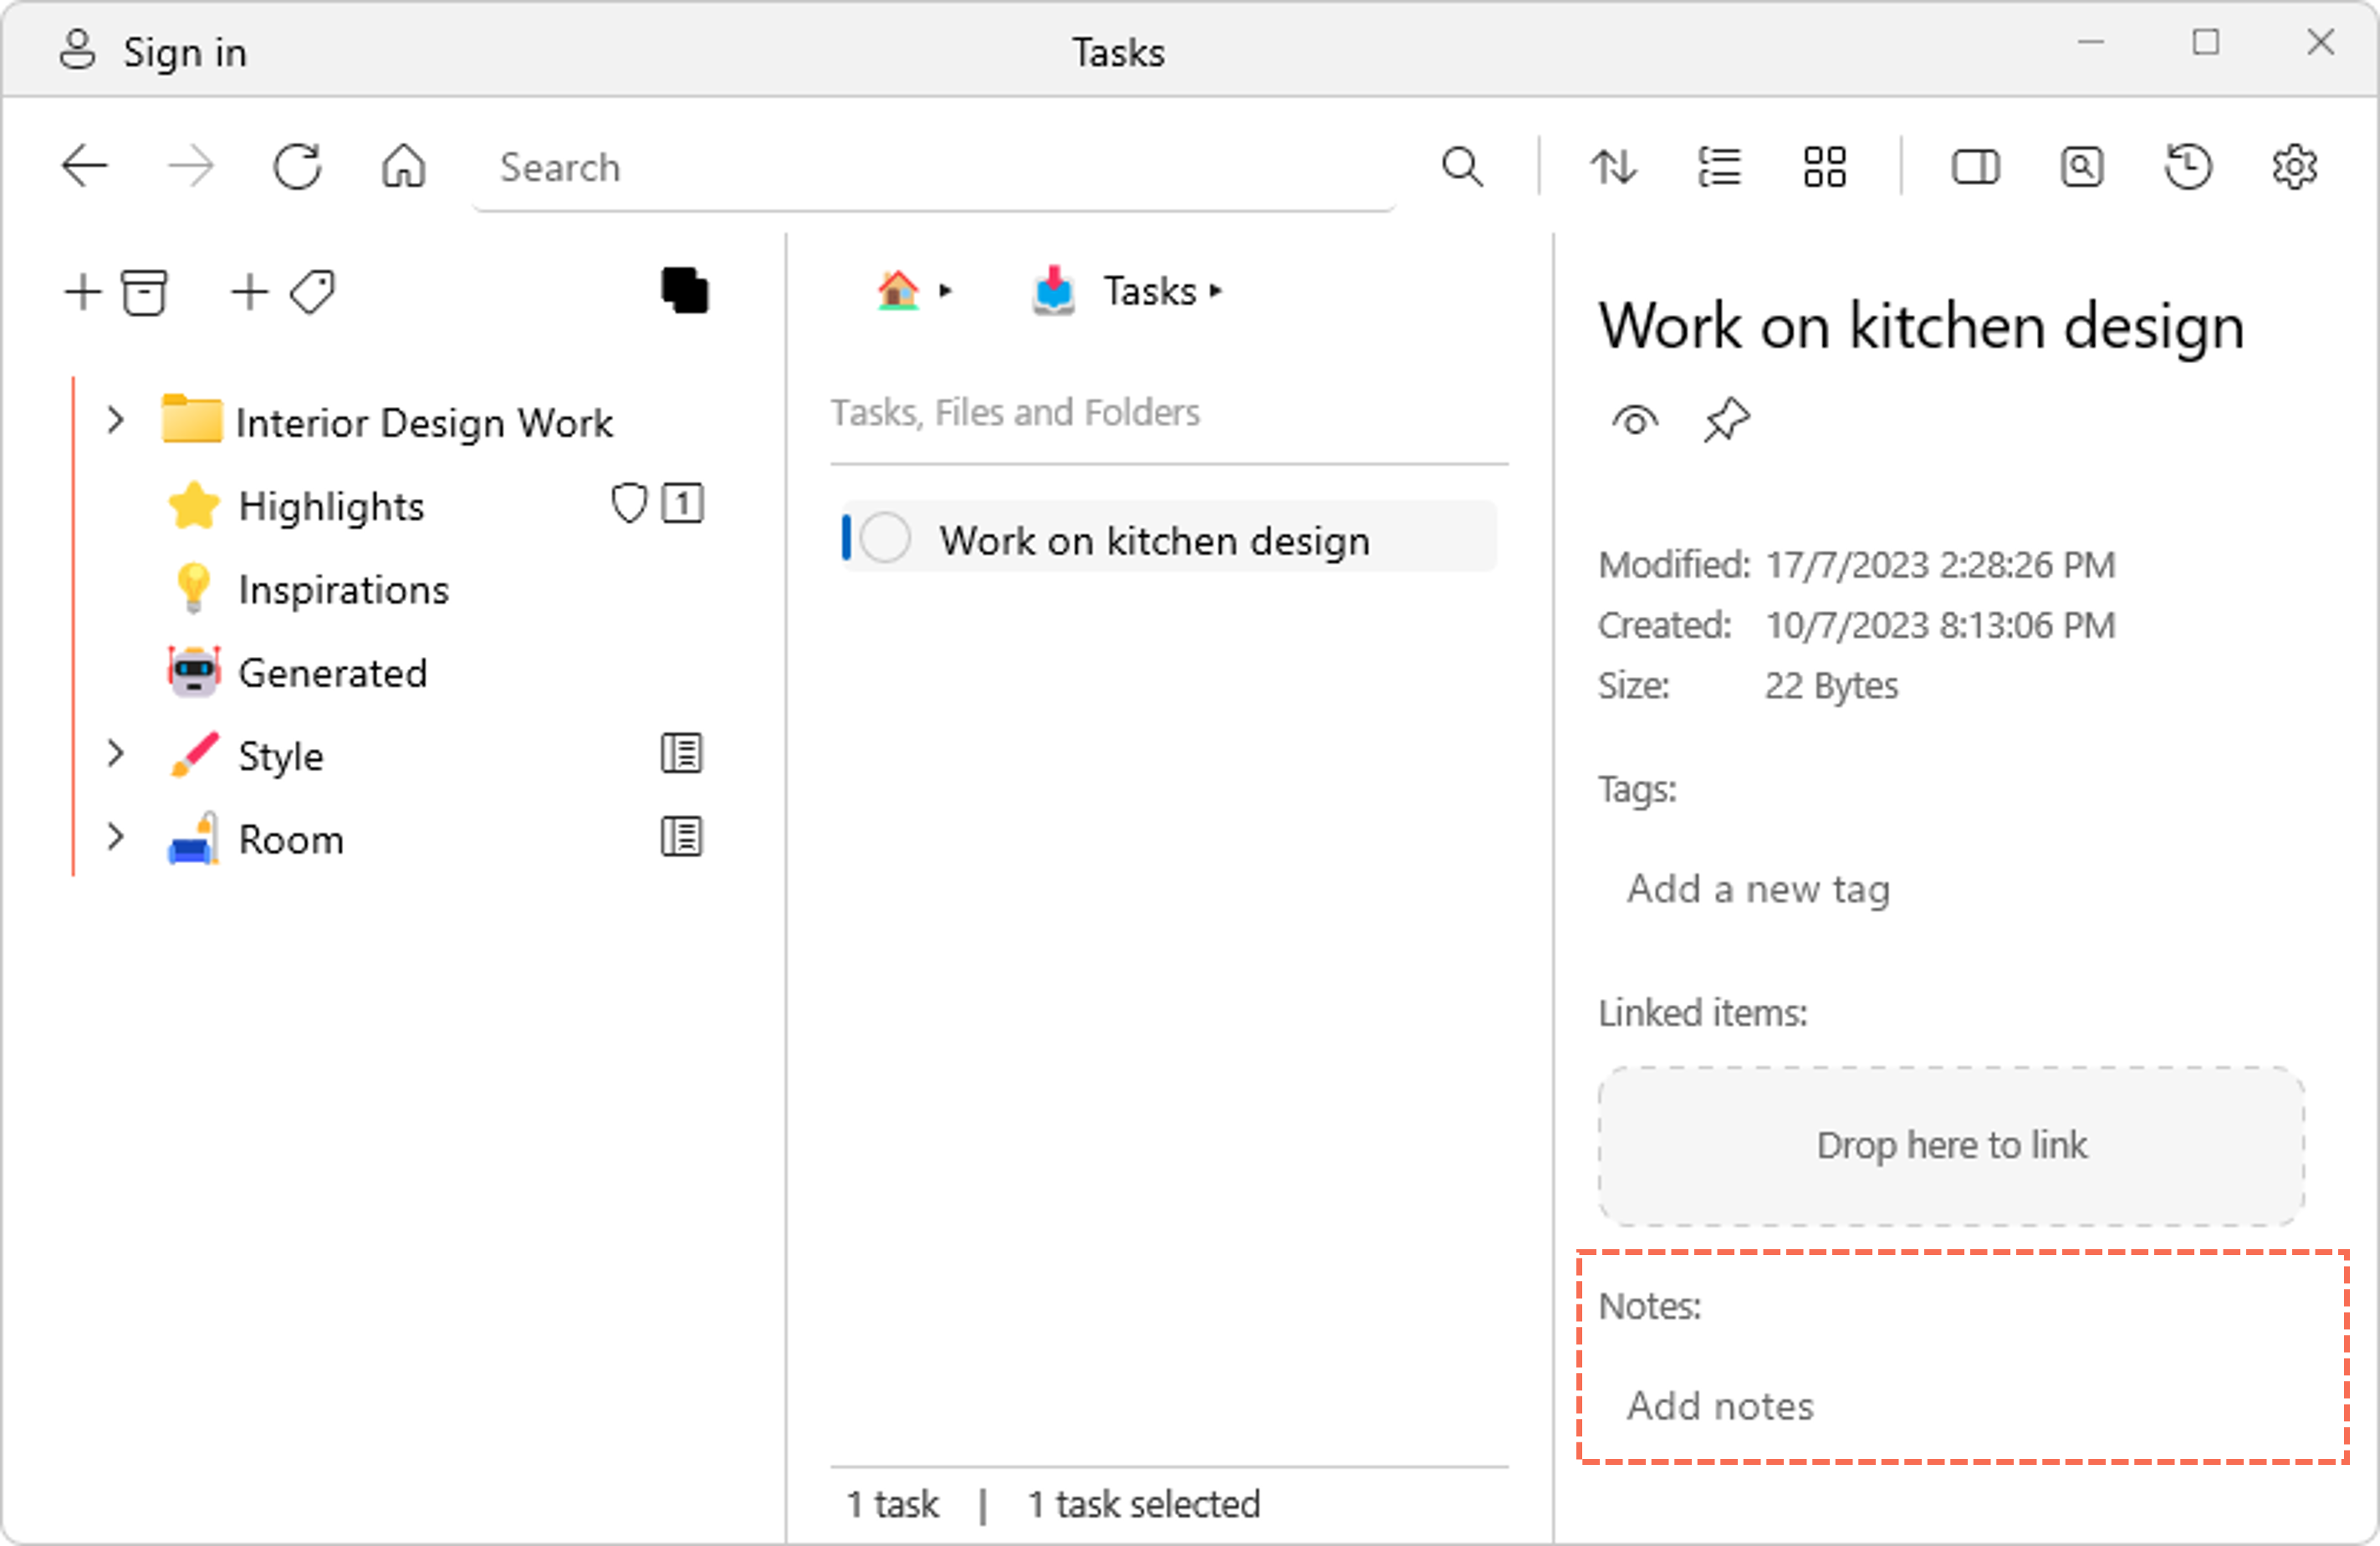 Sign in
Tasks
Search
Interior Design Work
Highlights
1
Inspirations
Generated
Style
Room
Tasks
Tasks, Files and Folders
Work on kitchen design
1 task | 1 task selected
Work on kitchen design
Modified: 17/7/2023 2:28:26 PM
Created: 10/7/2023 8:13:06 PM
Size: 22 Bytes
Tags:
Add a new tag
Linked items:
Drop here to link
Notes:
Add notes